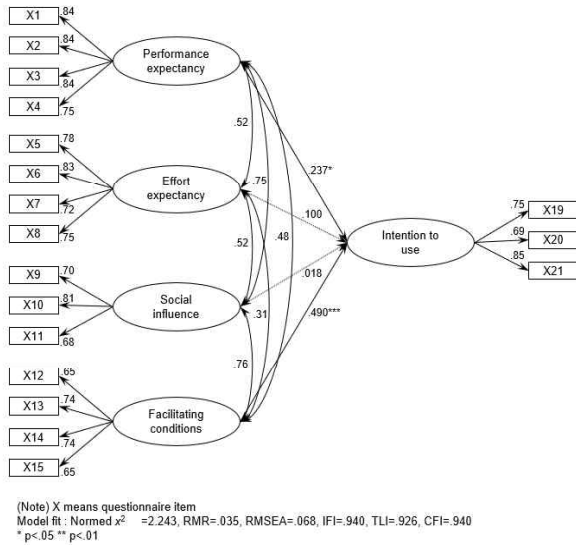 X1
.84
X2
.84
X3
.84
X4
.75
Performance
expectancy
X5
.78
X6
.83
X7
.72
X8
.75
Effort
expectancy
X9
.70
X10
.81
X11
.68
Social
influence
X12
.65
X13
.74
X14
.74
X15
.65
Facilitating
conditions
.52
.75
.52
.48
.31
.76
.237*
.100
.018
.490***
Intention to
use
.75
X19
.69
X20
.85
X21
(Note) X means questionnaire item
Model fit : Normed x² =2.243, RMR=.035, RMSEA=.068, IFI=.940, TLI=.926, CFI=.940
* p<.05 ** p<.01